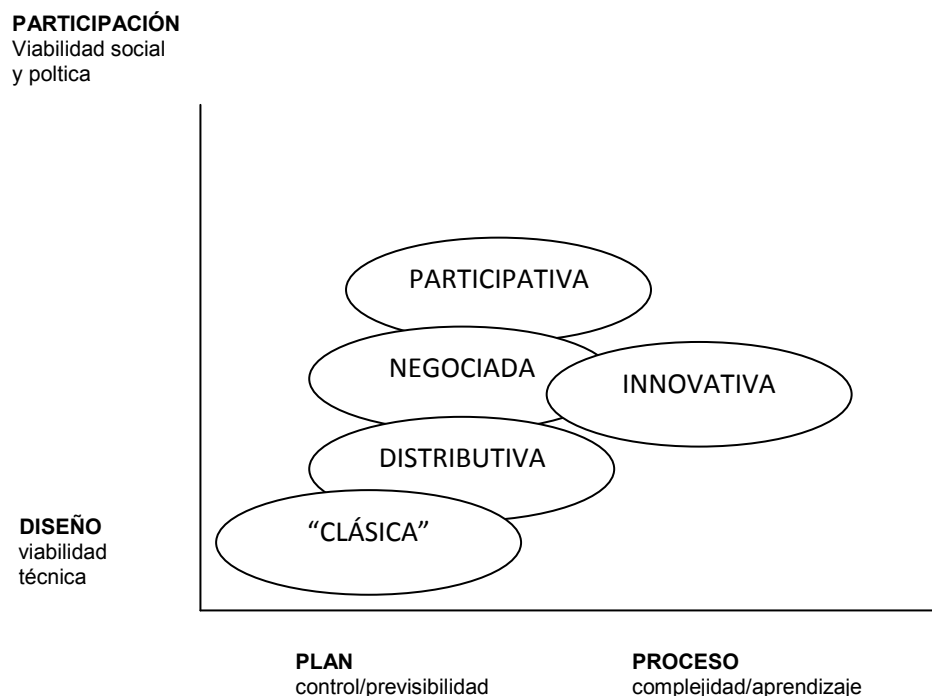 PARTICIPACIÓN
Viabilidad social
y poltica
PARTICIPATIVA
NEGOCIADA
INNOVATIVA
DISTRIBUTIVA
“CLÁSICA”
DISEÑO
viabilidad
técnica
PLAN
control/previsibilidad
PROCESO
complejidad/aprendizaje